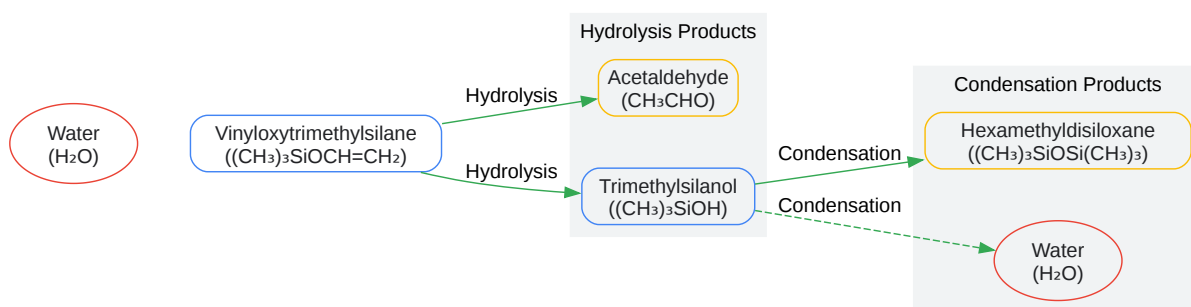 Water
(H₂O)
Vinyloxytrimethylsilane
((CH₃)₃SiOCH=CH₂)
Hydrolysis
Hydrolysis
Hydrolysis Products
Acetaldehyde
(CH₃CHO)
Trimethylsilanol
((CH₃)₃SiOH)
Condensation
Condensation
Condensation Products
Hexamethyldisiloxane
((CH₃)₃SiOSi(CH₃)₃)
Water
(H₂O)